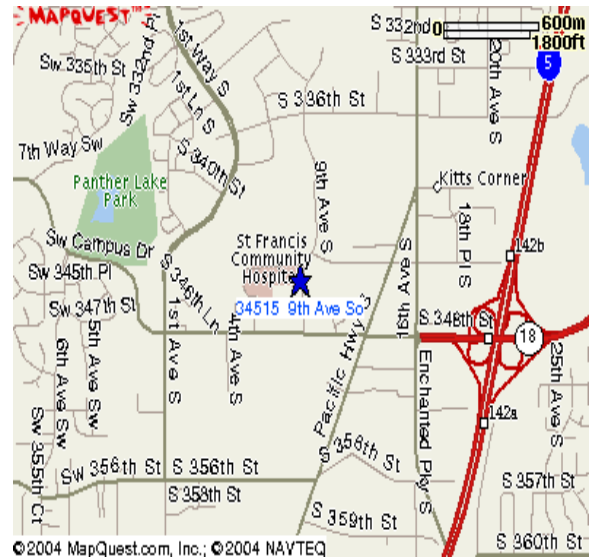 MAPQUEST
TM
0 600m
1800ft
S 332nd
S 333rd St
5
Sw 335th St
Sw 332nd Pl
1st Way S
1st Ln S
20th Ave S
S 336th St
7th Way Sw
S 340th St
9th Ave S
Panther Lake
Park
Kitts Corner
18th Pl S
Sw Campus Dr
St Francis
Community
Hospital
142b
Sw 345th Pl
S 346th Ln
34515 9th Ave So
Sw 347th St
1st Ave S
4th Ave S
Pacific Hwy S
16th Ave S
S 348th St
18
5th Ave Sw
6th Ave Sw
Enchanted Pky S
25th Ave S
142a
Sw 355th Ct
Sw 356th St
S 356th St
S 356th St
S 358th St
S 357th St
S 359th St
S 360th St
©2004 MapQuest.com, Inc.; ©2004 NAVTEQ